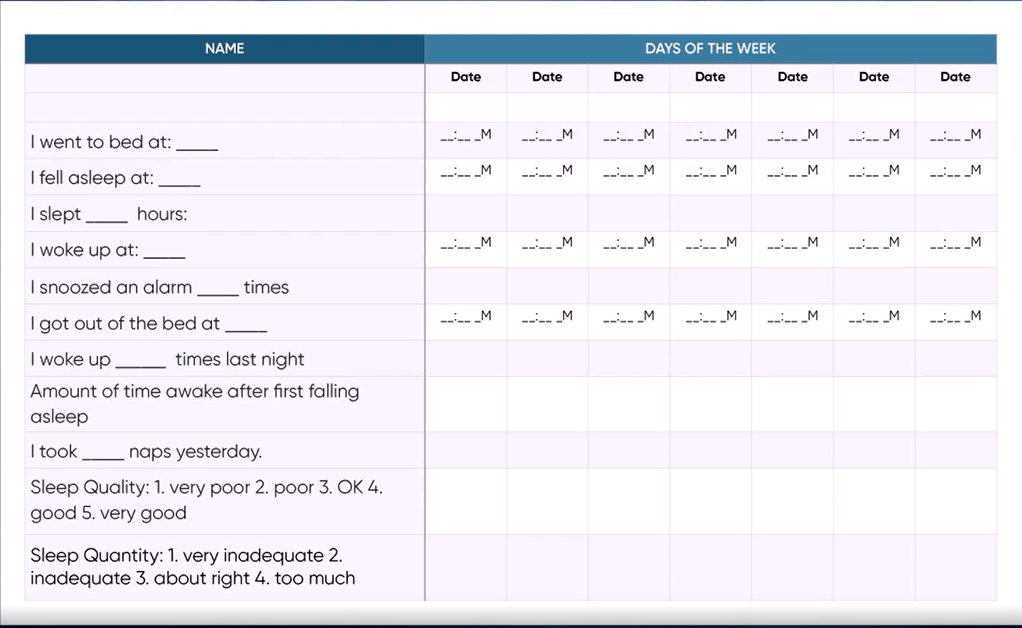 NAME DAYS OF THE WEEK
Date Date Date Date Date Date Date
I went to bed at: ____ __:__ _M __:__ _M __:__ _M __:__ _M __:__ _M __:__ _M __:__ _M
I fell asleep at: ____ __:__ _M __:__ _M __:__ _M __:__ _M __:__ _M __:__ _M __:__ _M
I slept ____ hours:
I woke up at: ____ __:__ _M __:__ _M __:__ _M __:__ _M __:__ _M __:__ _M __:__ _M
I snoozed an alarm ____ times
I got out of the bed at ____ __:__ _M __:__ _M __:__ _M __:__ _M __:__ _M __:__ _M __:__ _M
I woke up _____ times last night
Amount of time awake after first falling
asleep
I took ____ naps yesterday.
Sleep Quality: 1. very poor 2. poor 3. OK 4.
good 5. very good
Sleep Quantity: 1. very inadequate 2.
inadequate 3. about right 4. too much